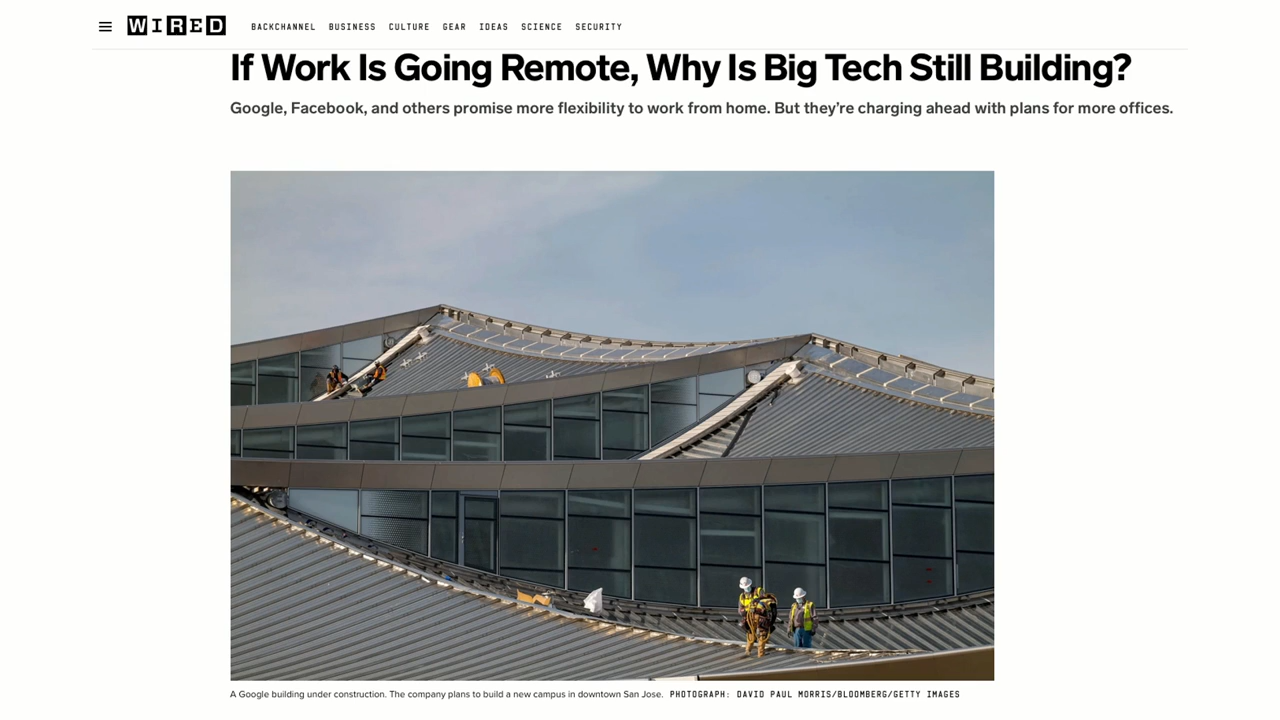 WIRED BACKCHANNEL BUSINESS CULTURE GEAR IDEAS SCIENCE SECURITY
If Work Is Going Remote, Why Is Big Tech Still Building?
Google, Facebook, and others promise more flexibility to work from home. But they're charging ahead with plans for more offices.
A Google building under construction. The company plans to build a new campus in downtown San Jose. PHOTOGRAPH: DAVID PAUL MORRIS/BLOOMBERG/GETTY IMAGES